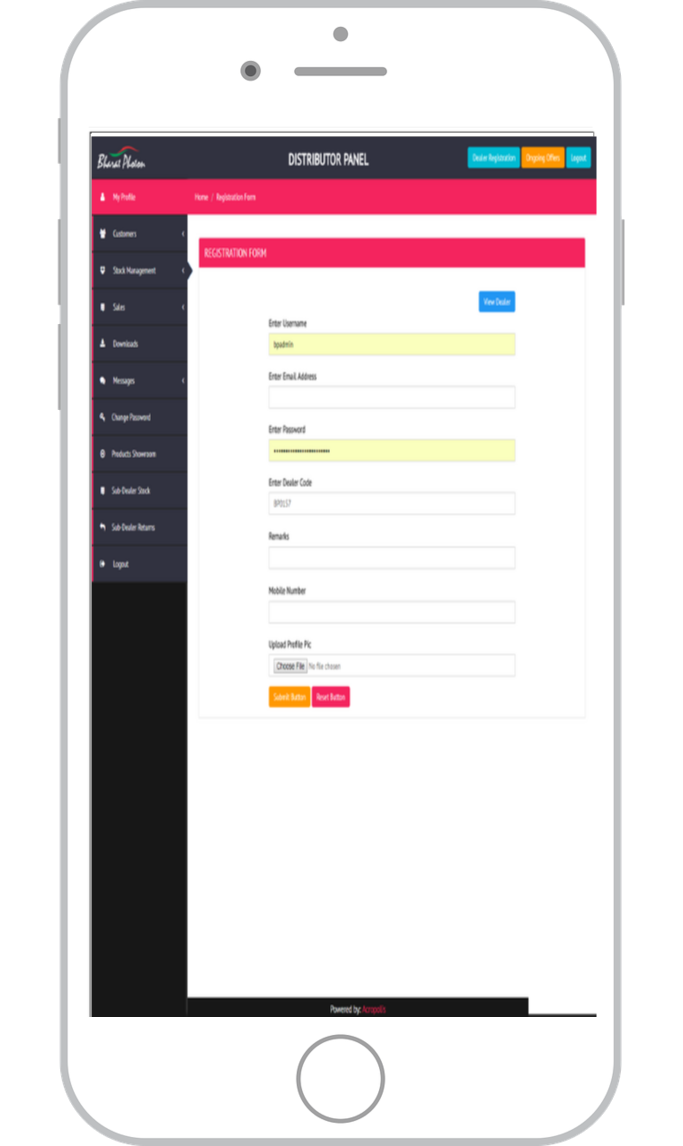 Bharat Photon
DISTRIBUTOR PANEL
Dealer Registration
Ongoing Offers
Logout
My Profile
Home / Registration Form
Customers
Stock Management
Sales
Downloads
Messages
Change Password
Products Showroom
Sub-Dealer Stock
Sub-Dealer Returns
Logout
REGISTRATION FORM
View Dealer
Enter Username
bpadmin
Enter Email Address
Enter Password
Enter Dealer Code
BPD157
Remarks
Mobile Number
Upload Profile Pic
Choose File No file chosen
Submit Button Reset Button
Powered by: Acropolis